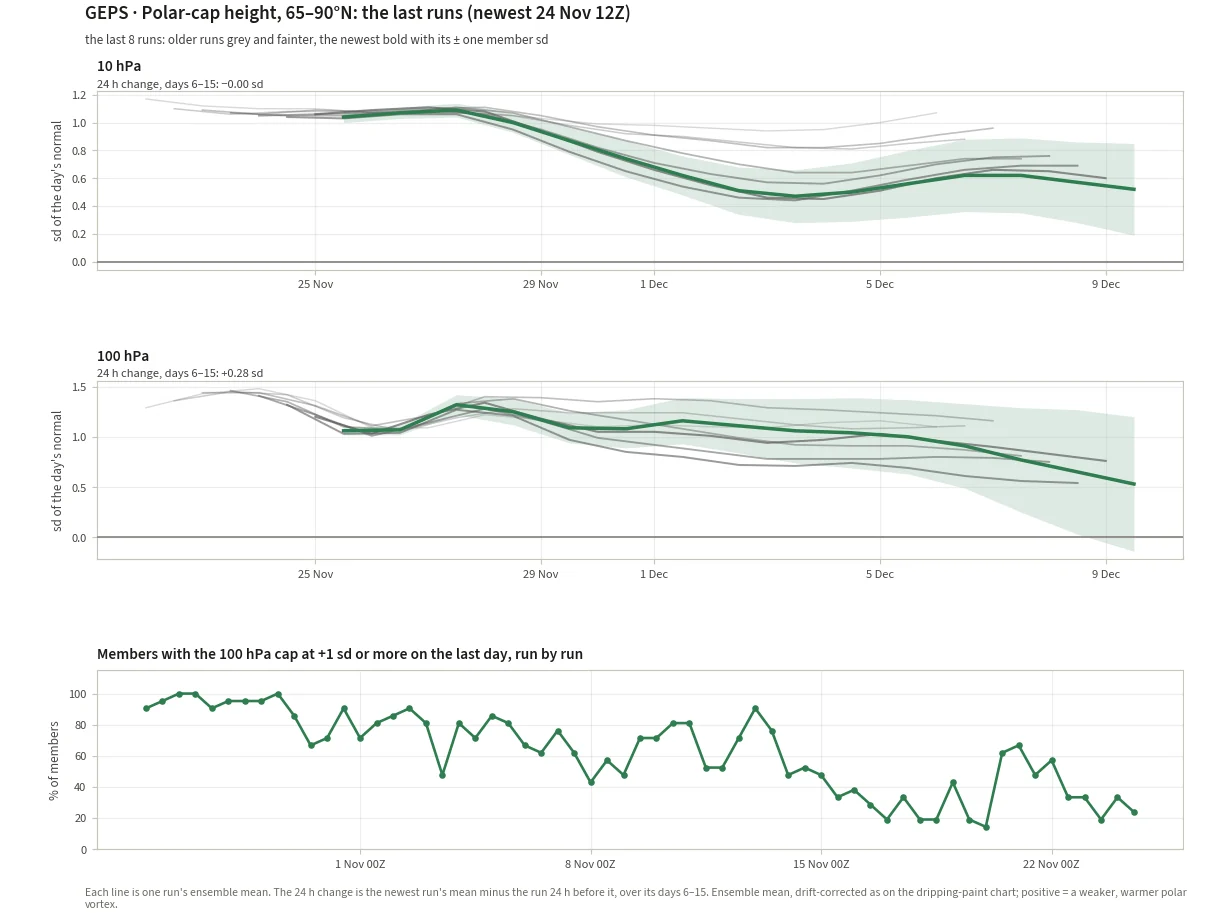 GEPS · Polar-cap height, 65–90°N: the last runs (newest 24 Nov 12Z)
the last 8 runs: older runs grey and fainter, the newest bold with its ± one member sd
10 hPa
24 h change, days 6–15: −0.00 sd
sd of the day's normal
1.2
1.0
0.8
0.6
0.4
0.2
0.0
25 Nov
29 Nov
1 Dec
5 Dec
9 Dec
100 hPa
24 h change, days 6–15: +0.28 sd
sd of the day's normal
1.5
1.0
0.5
0.0
25 Nov
29 Nov
1 Dec
5 Dec
9 Dec
Members with the 100 hPa cap at +1 sd or more on the last day, run by run
% of members
100
80
60
40
20
0
1 Nov 00Z
8 Nov 00Z
15 Nov 00Z
22 Nov 00Z
Each line is one run's ensemble mean. The 24 h change is the newest run's mean minus the run 24 h before it, over its days 6–15. Ensemble mean, drift-corrected as on the dripping-paint chart; positive = a weaker, warmer polar
vortex.